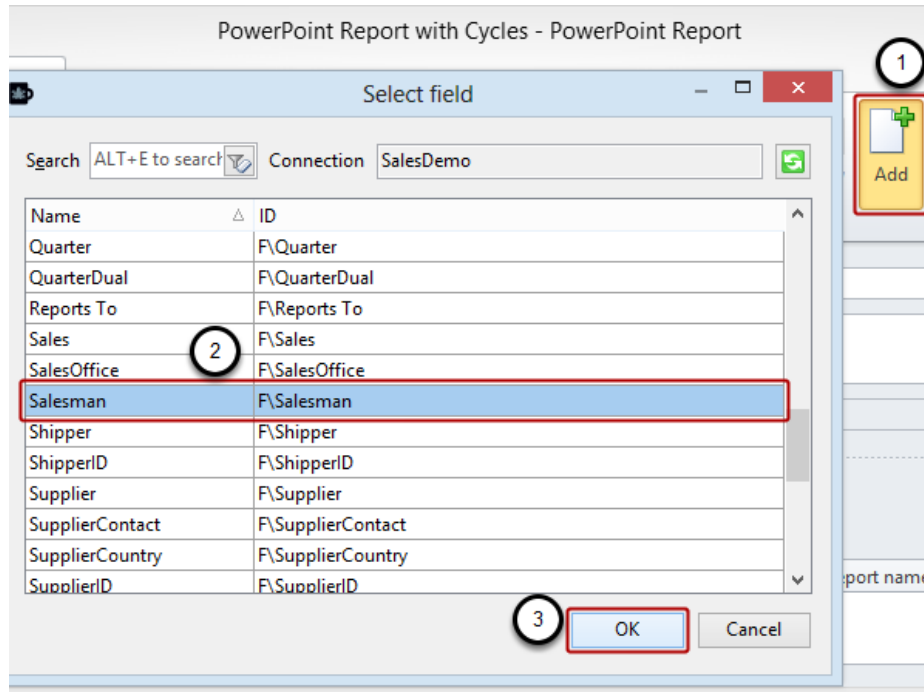 PowerPoint Report with Cycles - PowerPoint Report
1
Select field
Search ALT+E to search Connection SalesDemo
Add
Name ID
Quarter F\Quarter
QuarterDual F\QuarterDual
Reports To F\Reports To
Sales F\Sales
2
SalesOffice F\SalesOffice
Salesman F\Salesman
Shipper F\Shipper
ShipperID F\ShipperID
Supplier F\Supplier
SupplierContact F\SupplierContact
SupplierCountry F\SupplierCountry
SupplierID F\SupplierID
eport name
3
OK Cancel